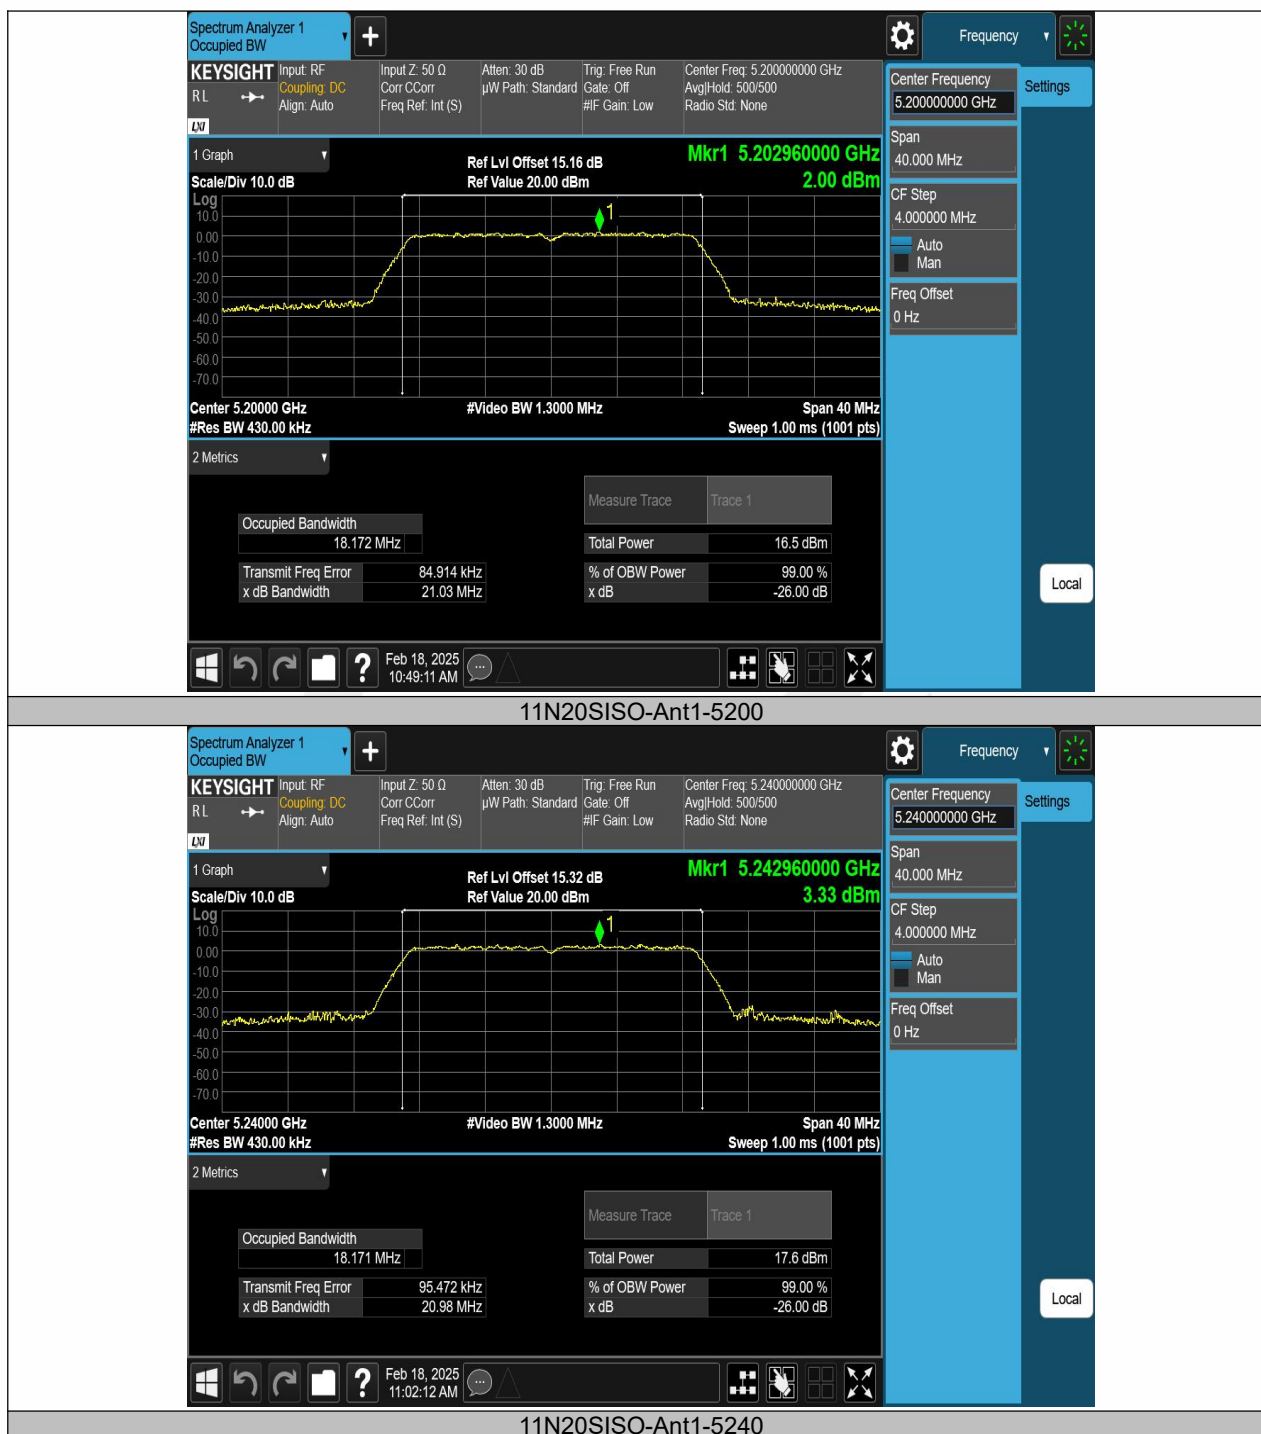 Spectrum Analyzer 1
Occupied BW
Frequency
KEYSIGHT
R L
LXI
Input: RF
Coupling: DC
Align: Auto
Input Z: 50 Ω
Corr CCorr
Freq Ref: Int (S)
Atten: 30 dB
µW Path: Standard
Trig: Free Run
Gate: Off
#IF Gain: Low
Center Freq: 5.200000000 GHz
Avg|Hold: 500/500
Radio Std: None
Center Frequency
5.200000000 GHz
Settings
Span
40.000 MHz
CF Step
4.000000 MHz
Auto
Man
Freq Offset
0 Hz
Local
1 Graph
Scale/Div 10.0 dB
Ref Lvl Offset 15.16 dB
Ref Value 20.00 dBm
Mkr1 5.202960000 GHz
2.00 dBm
Log
10.0
0.00
-10.0
-20.0
-30.0
-40.0
-50.0
-60.0
-70.0
1
Center 5.20000 GHz
#Video BW 1.3000 MHz
Span 40 MHz
#Res BW 430.00 kHz
Sweep 1.00 ms (1001 pts)
2 Metrics
Measure Trace Trace 1
Occupied Bandwidth
18.172 MHz
Total Power 16.5 dBm
Transmit Freq Error 84.914 kHz
% of OBW Power 99.00 %
x dB Bandwidth 21.03 MHz
x dB -26.00 dB
?
Feb 18, 2025
10:49:11 AM
11N20SISO-Ant1-5200
Spectrum Analyzer 1
Occupied BW
Frequency
KEYSIGHT
R L
LXI
Input: RF
Coupling: DC
Align: Auto
Input Z: 50 Ω
Corr CCorr
Freq Ref: Int (S)
Atten: 30 dB
µW Path: Standard
Trig: Free Run
Gate: Off
#IF Gain: Low
Center Freq: 5.240000000 GHz
Avg|Hold: 500/500
Radio Std: None
Center Frequency
5.240000000 GHz
Settings
Span
40.000 MHz
CF Step
4.000000 MHz
Auto
Man
Freq Offset
0 Hz
Local
1 Graph
Scale/Div 10.0 dB
Ref Lvl Offset 15.32 dB
Ref Value 20.00 dBm
Mkr1 5.242960000 GHz
3.33 dBm
Log
10.0
0.00
-10.0
-20.0
-30.0
-40.0
-50.0
-60.0
-70.0
1
Center 5.24000 GHz
#Video BW 1.3000 MHz
Span 40 MHz
#Res BW 430.00 kHz
Sweep 1.00 ms (1001 pts)
2 Metrics
Measure Trace Trace 1
Occupied Bandwidth
18.171 MHz
Total Power 17.6 dBm
Transmit Freq Error 95.472 kHz
% of OBW Power 99.00 %
x dB Bandwidth 20.98 MHz
x dB -26.00 dB
?
Feb 18, 2025
11:02:12 AM
11N20SISO-Ant1-5240